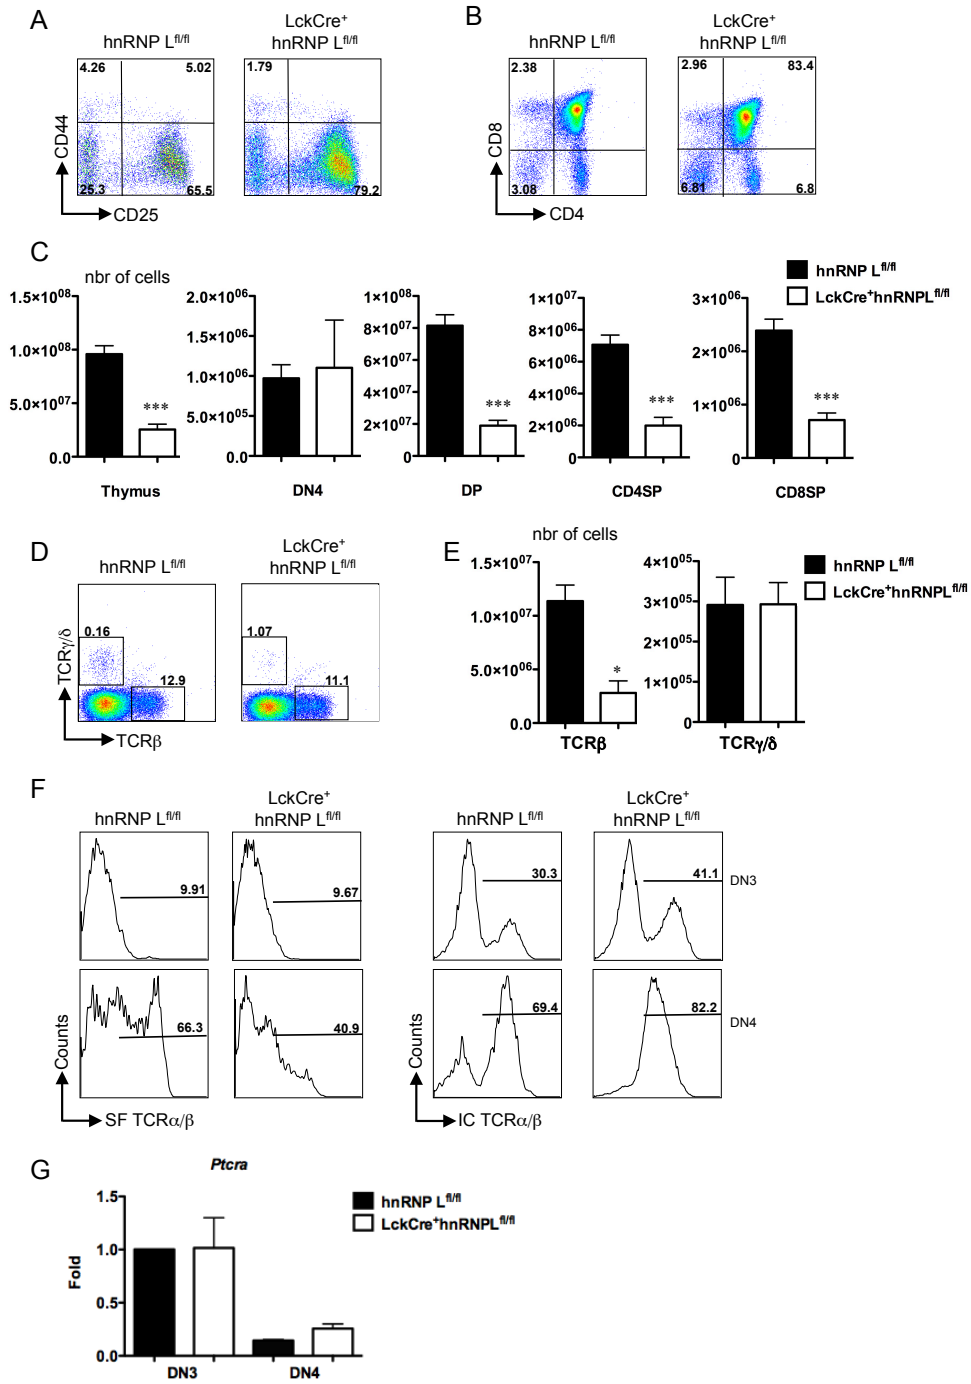 A
hnRNP Lfl/fl
LckCre+
hnRNP Lfl/fl
4.26
5.02
25.3
65.5
1.79
79.2
CD44
CD25
B
hnRNP Lfl/fl
LckCre+
hnRNP Lfl/fl
2.38
3.08
2.96
83.4
6.81
6.8
CD8
CD4
C
nbr of cells
hnRNP Lfl/fl
LckCre+hnRNPLfl/fl
1.5×10^08
1.0×10^08
5.0×10^07
0.0
***
Thymus
2.0×10^06
1.5×10^06
1.0×10^06
5.0×10^05
0.0
DN4
1×10^08
8×10^07
6×10^07
4×10^07
2×10^07
0
***
DP
1×10^07
8×10^06
6×10^06
4×10^06
2×10^06
0
***
CD4SP
3×10^06
2×10^06
1×10^06
0
***
CD8SP
D
hnRNP Lfl/fl
LckCre+
hnRNP Lfl/fl
0.16
12.9
1.07
11.1
TCRγ/δ
TCRβ
E
nbr of cells
hnRNP Lfl/fl
LckCre+hnRNPLfl/fl
1.5×10^07
1.0×10^07
5.0×10^06
0.0
*
TCRβ
4×10^05
3×10^05
2×10^05
1×10^05
0
TCRγ/δ
F
hnRNP Lfl/fl
LckCre+
hnRNP Lfl/fl
hnRNP Lfl/fl
LckCre+
hnRNP Lfl/fl
9.91
9.67
30.3
41.1
DN3
66.3
40.9
69.4
82.2
DN4
Counts
SF TCRα/β
Counts
IC TCRα/β
G
Ptcra
hnRNP Lfl/fl
LckCre+hnRNPLfl/fl
Fold
1.5
1.0
0.5
0.0
DN3
DN4